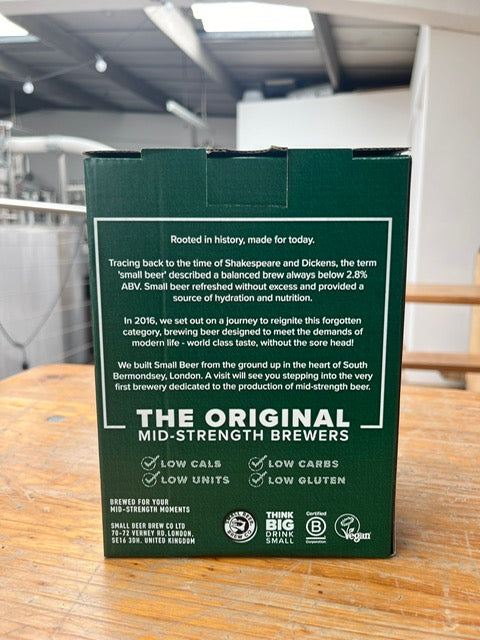 Rooted in history, made for today.
Tracing back to the time of Shakespeare and Dickens, the term
'small beer' described a balanced brew always below 2.8%
ABV. Small beer refreshed without excess and provided a
source of hydration and nutrition.
In 2016, we set out on a journey to reignite this forgotten
category, brewing beer designed to meet the demands of
modern life - world class taste, without the sore head!
We built Small Beer from the ground up in the heart of South
Bermondsey, London. A visit will see you stepping into the very
first brewery dedicated to the production of mid-strength beer.
THE ORIGINAL
MID-STRENGTH BREWERS
LOW CALS
LOW CARBS
LOW UNITS
LOW GLUTEN
BREWED FOR YOUR
MID-STRENGTH MOMENTS
SMALL BEER BREW CO LTD
70-72 VERNEY RD, LONDON,
SE16 3DH, UNITED KINGDOM
SMALL BEER
BREW CO
THINK
BIG
DRINK
SMALL
Certified
B
Corporation
Vegan